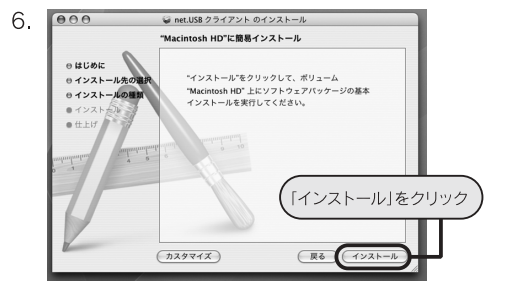 6.
net.USB クライアント のインストール
"Macintosh HD"に簡易インストール
はじめに
インストール先の選択
インストールの種類
インストール
仕上げ
"インストール"をクリックして、ボリューム
"Macintosh HD" 上にソフトウェアパッケージの基本
インストールを実行してください。
「インストール」をクリック
カスタマイズ
戻る
インストール